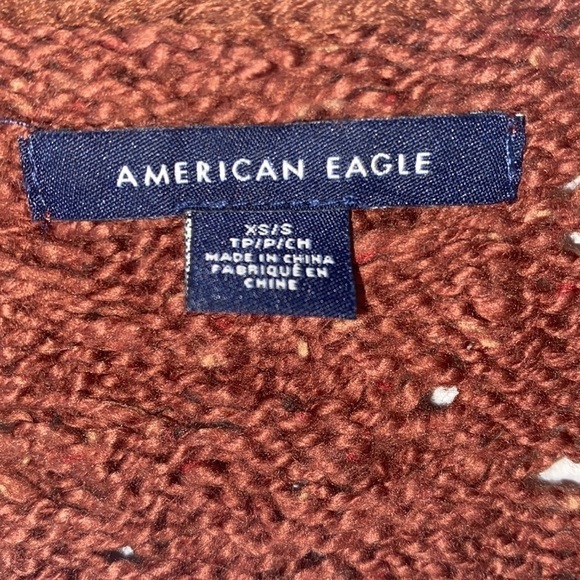 AMERICAN EAGLE
XS/S
TP/P/CH
MADE IN CHINA
FABRIQUÉ EN
CHINE